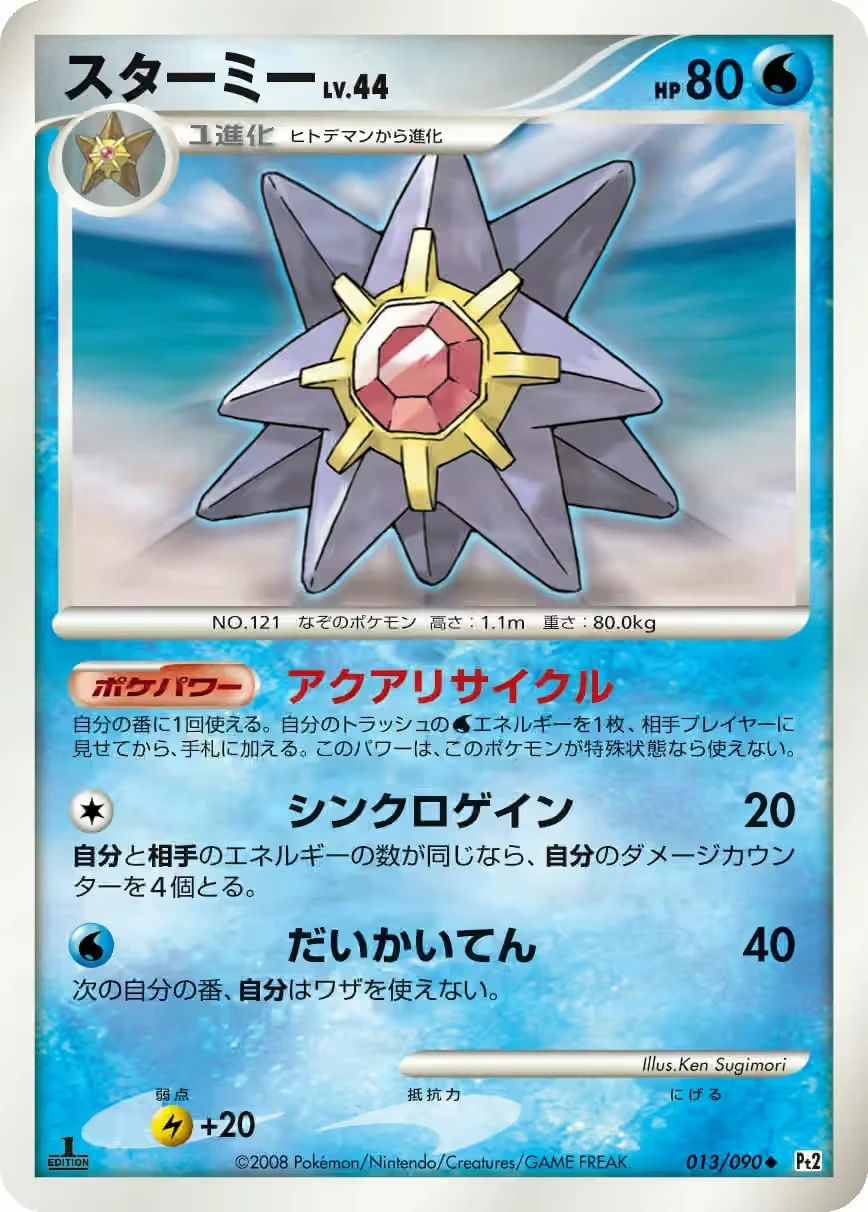 スターミー LV.44 HP 80
1進化 ヒトデマンから進化
NO.121 なぞのポケモン 高さ:1.1m 重さ:80.0kg
ポケパワー アクアリサイクル
自分の番に1回使える。自分のトラッシュのエネルギーを1枚、相手プレイヤーに
見せてから、手札に加える。このパワーは、このポケモンが特殊状態なら使えない。
シンクロゲイン 20
自分と相手のエネルギーの数が同じなら、自分のダメージカウン
ターを4個とる。
だいかいてん 40
次の自分の番、自分はワザを使えない。
Illus.Ken Sugimori
弱点 抵抗力 にげる
+20
1 EDITION
©2008 Pokémon/Nintendo/Creatures/GAME FREAK. 013/090 Pt2